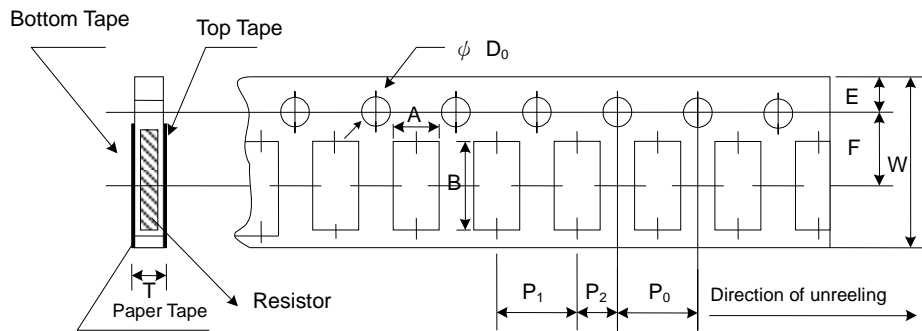 Bottom Tape
Top Tape
ϕ D₀
A
B
E
F
W
T
Paper Tape
Resistor
P₁
P₂
P₀
Direction of unreeling